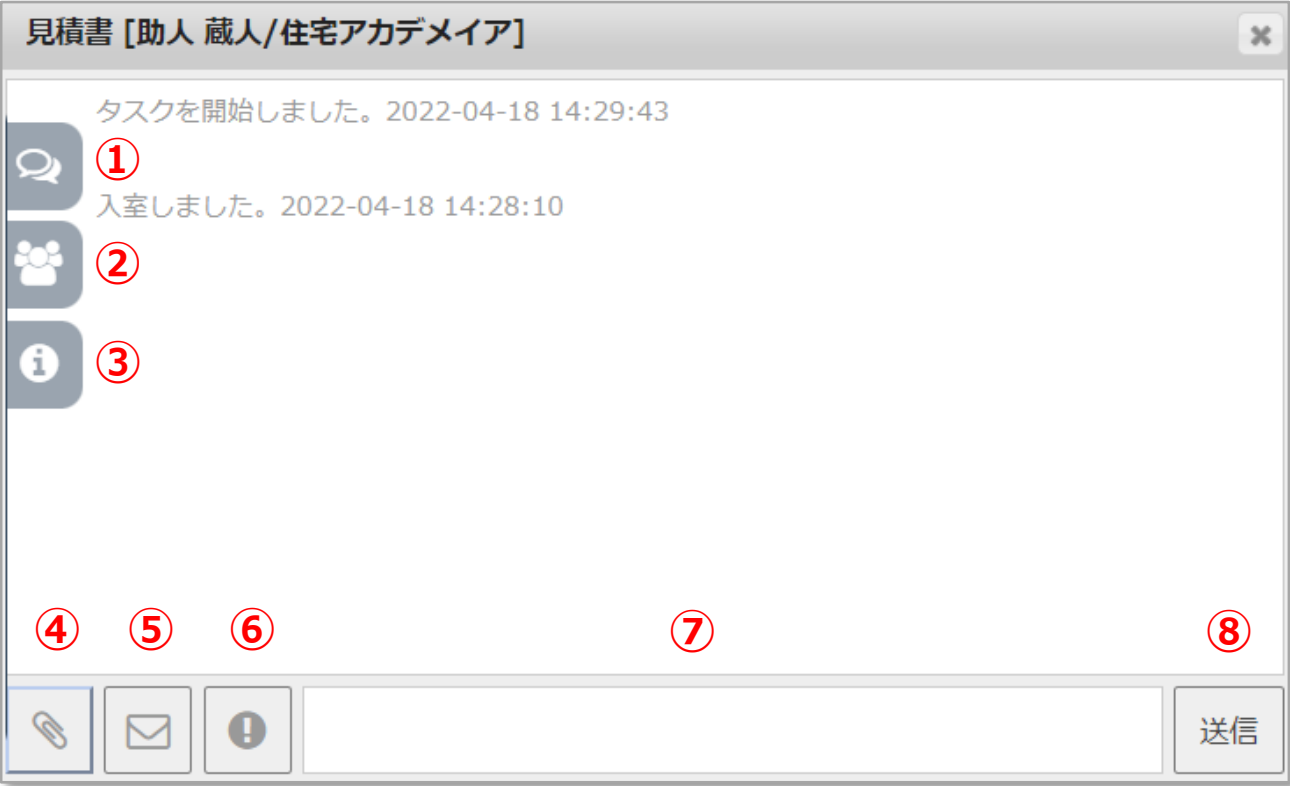 見積書 [助人 蔵人/住宅アカデメイア]
タスクを開始しました。2022-04-18 14:29:43
①
入室しました。2022-04-18 14:28:10
②
③
④ ⑤ ⑥ ⑦ ⑧
送信